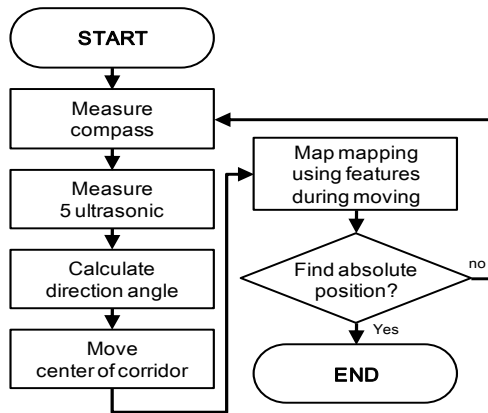 START
Measure
compass
Measure
5 ultrasonic
Calculate
direction angle
Move
center of corridor
Map mapping
using features
during moving
Find absolute
position?
no
Yes
END